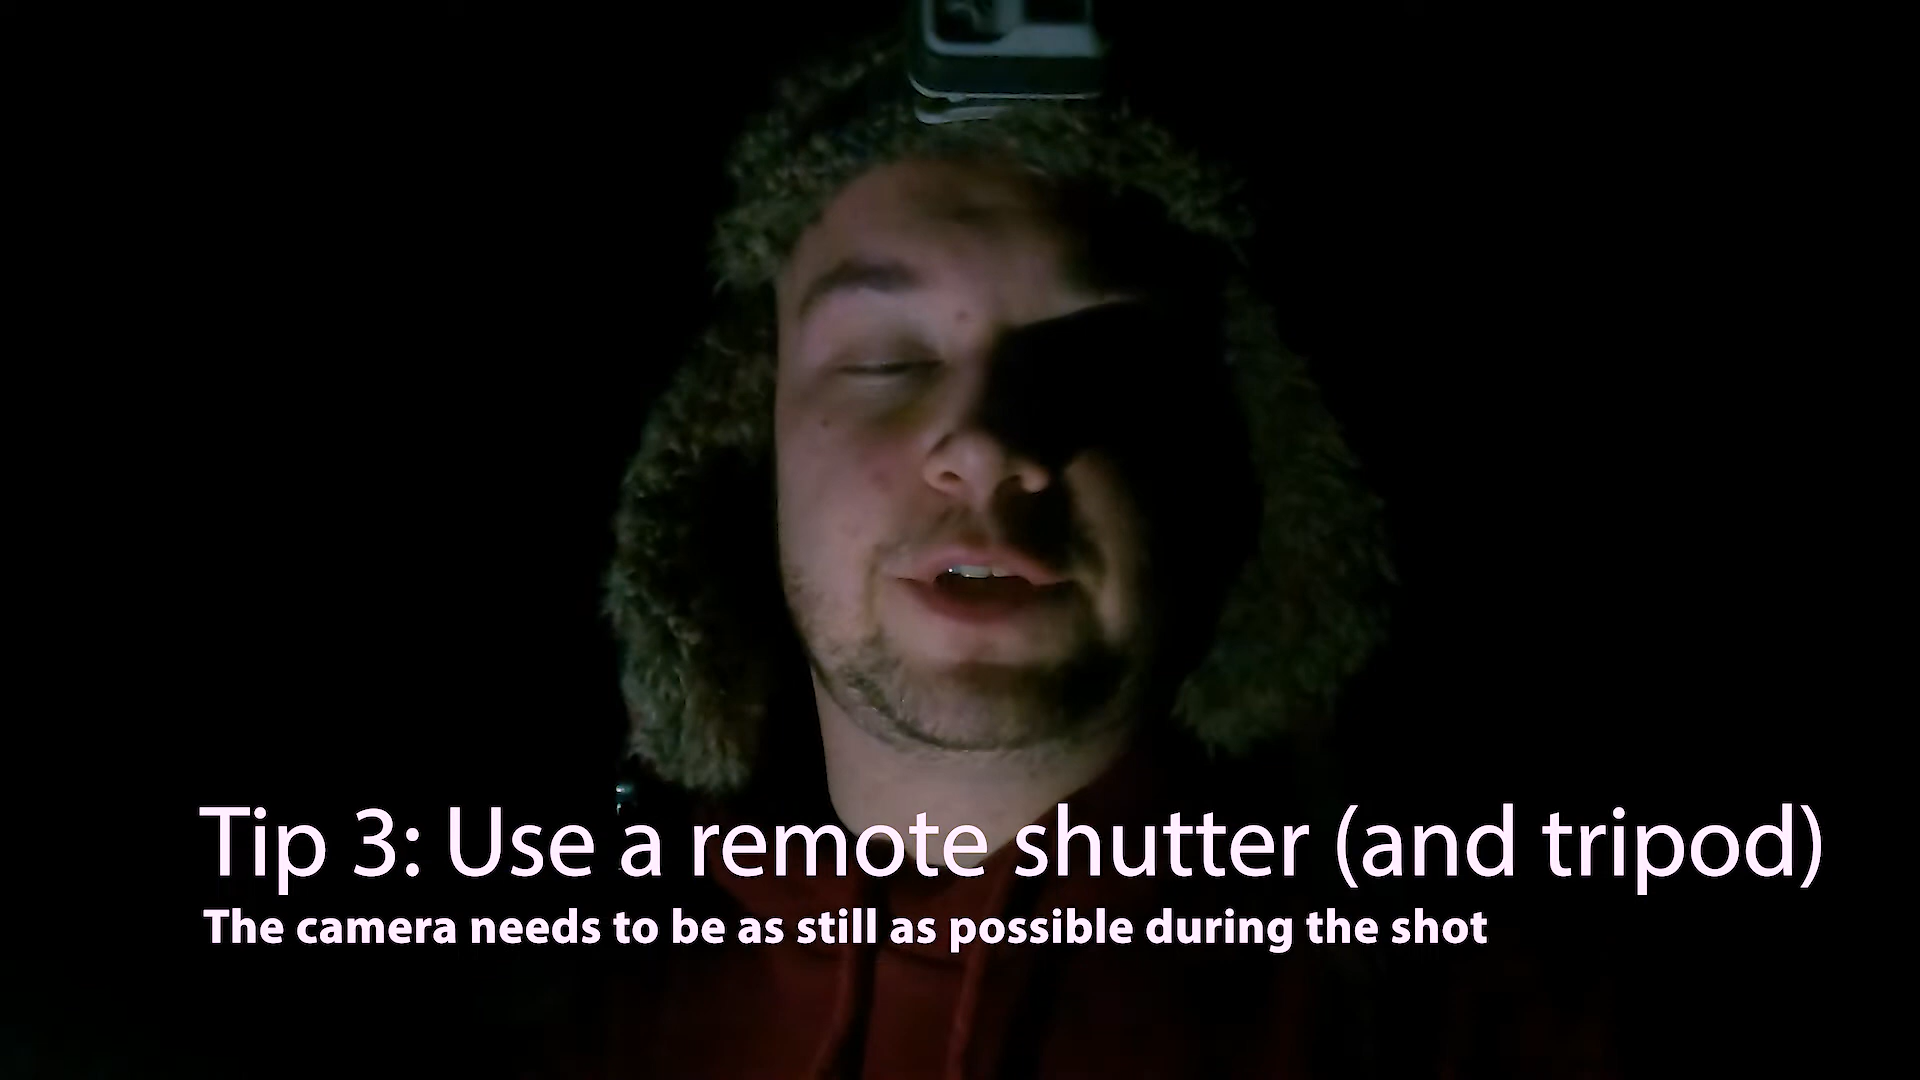 Tip 3: Use a remote shutter (and tripod)
The camera needs to be as still as possible during the shot